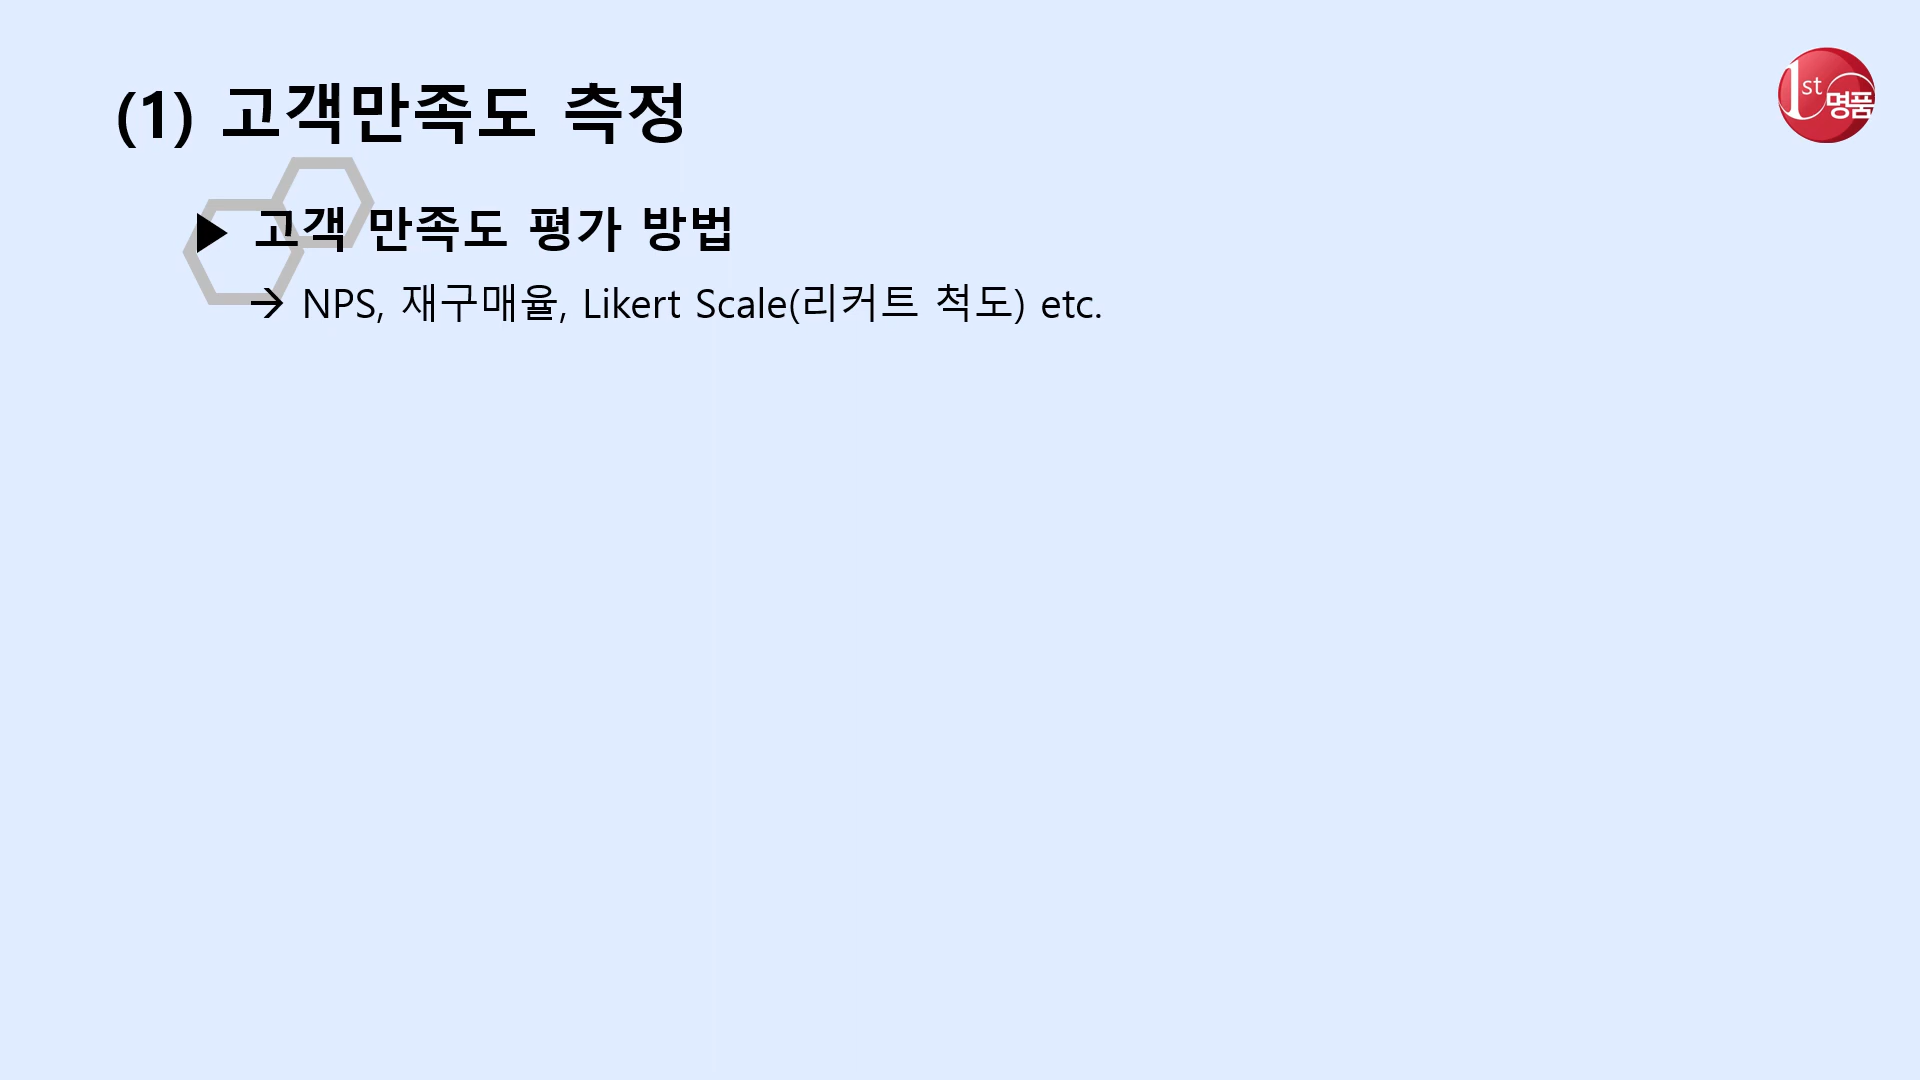 (1) 고객만족도 측정
1st 명품
▶ 고객 만족도 평가 방법
→ NPS, 재구매율, Likert Scale(리커트 척도) etc.